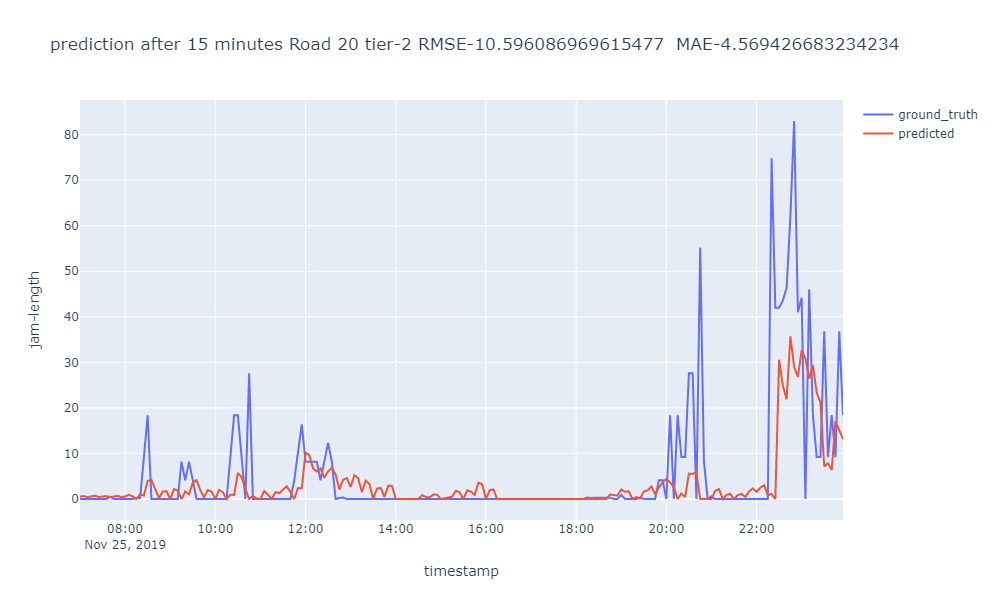 prediction after 15 minutes Road 20 tier-2 RMSE-10.596086969615477  MAE-4.569426683234234
ground_truth
predicted
80
70
60
50
40
30
20
10
0
jam-length
08:00 10:00 12:00 14:00 16:00 18:00 20:00 22:00
Nov 25, 2019
timestamp